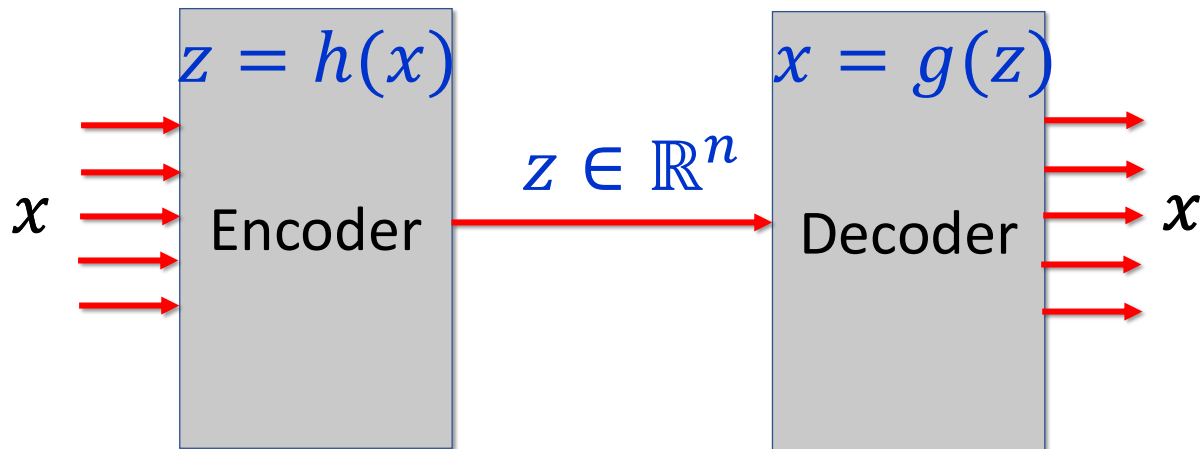 z = h(x)
x = g(z)
z ∈ ℝⁿ
x
Encoder
Decoder
x